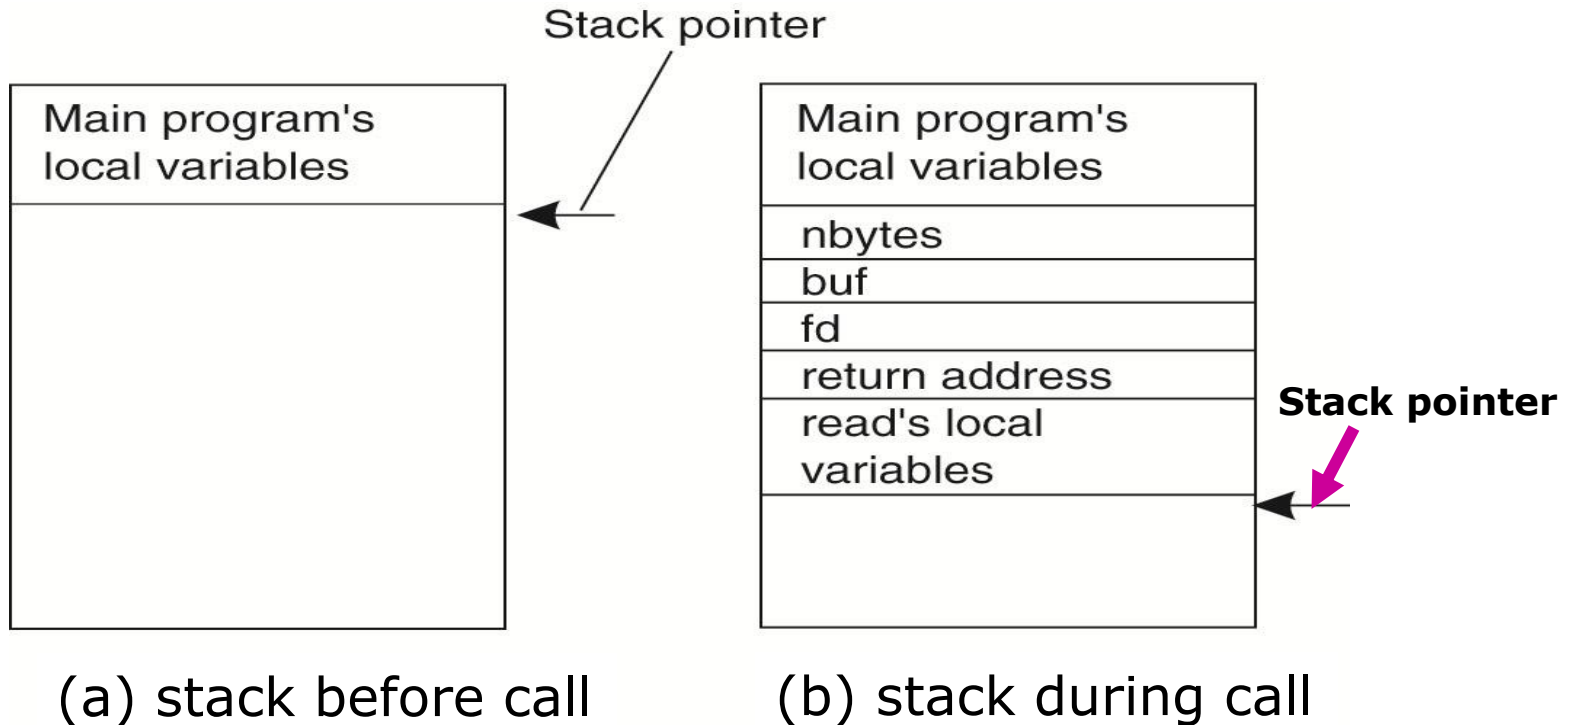 Stack pointer
Main program's
local variables
Main program's
local variables
nbytes
buf
fd
return address
read's local
variables
Stack pointer
(a) stack before call
(b) stack during call